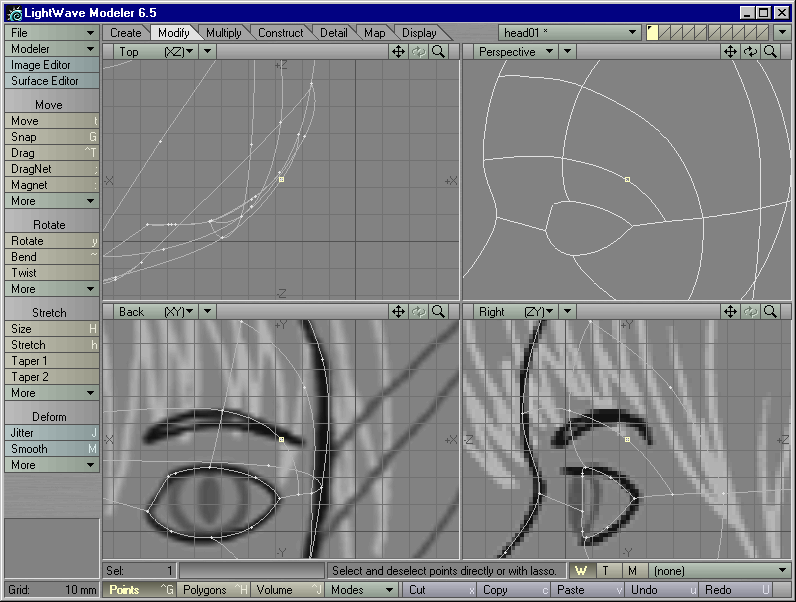 LightWave Modeler 6.5
File
Create Modify Multiply Construct Detail Map Display
head01 *
Modeler
Image Editor
Surface Editor
Move
Move t
Snap G
Drag ^T
DragNet ;
Magnet :
More
Rotate
Rotate y
Bend ~
Twist
More
Stretch
Size H
Stretch h
Taper 1
Taper 2
More
Deform
Jitter J
Smooth M
More
Top (XZ)
+Z
-X +X
-Z
Perspective
Back (XY)
+Y
-X +X
-Y
Right (ZY)
+Y
-Z +Z
-Y
Sel: 1
Select and deselect points directly or with lasso.
W T M (none)
Grid: 10 mm
Points ^G Polygons ^H Volume ^J Modes Cut x Copy c Paste v Undo u Redo U